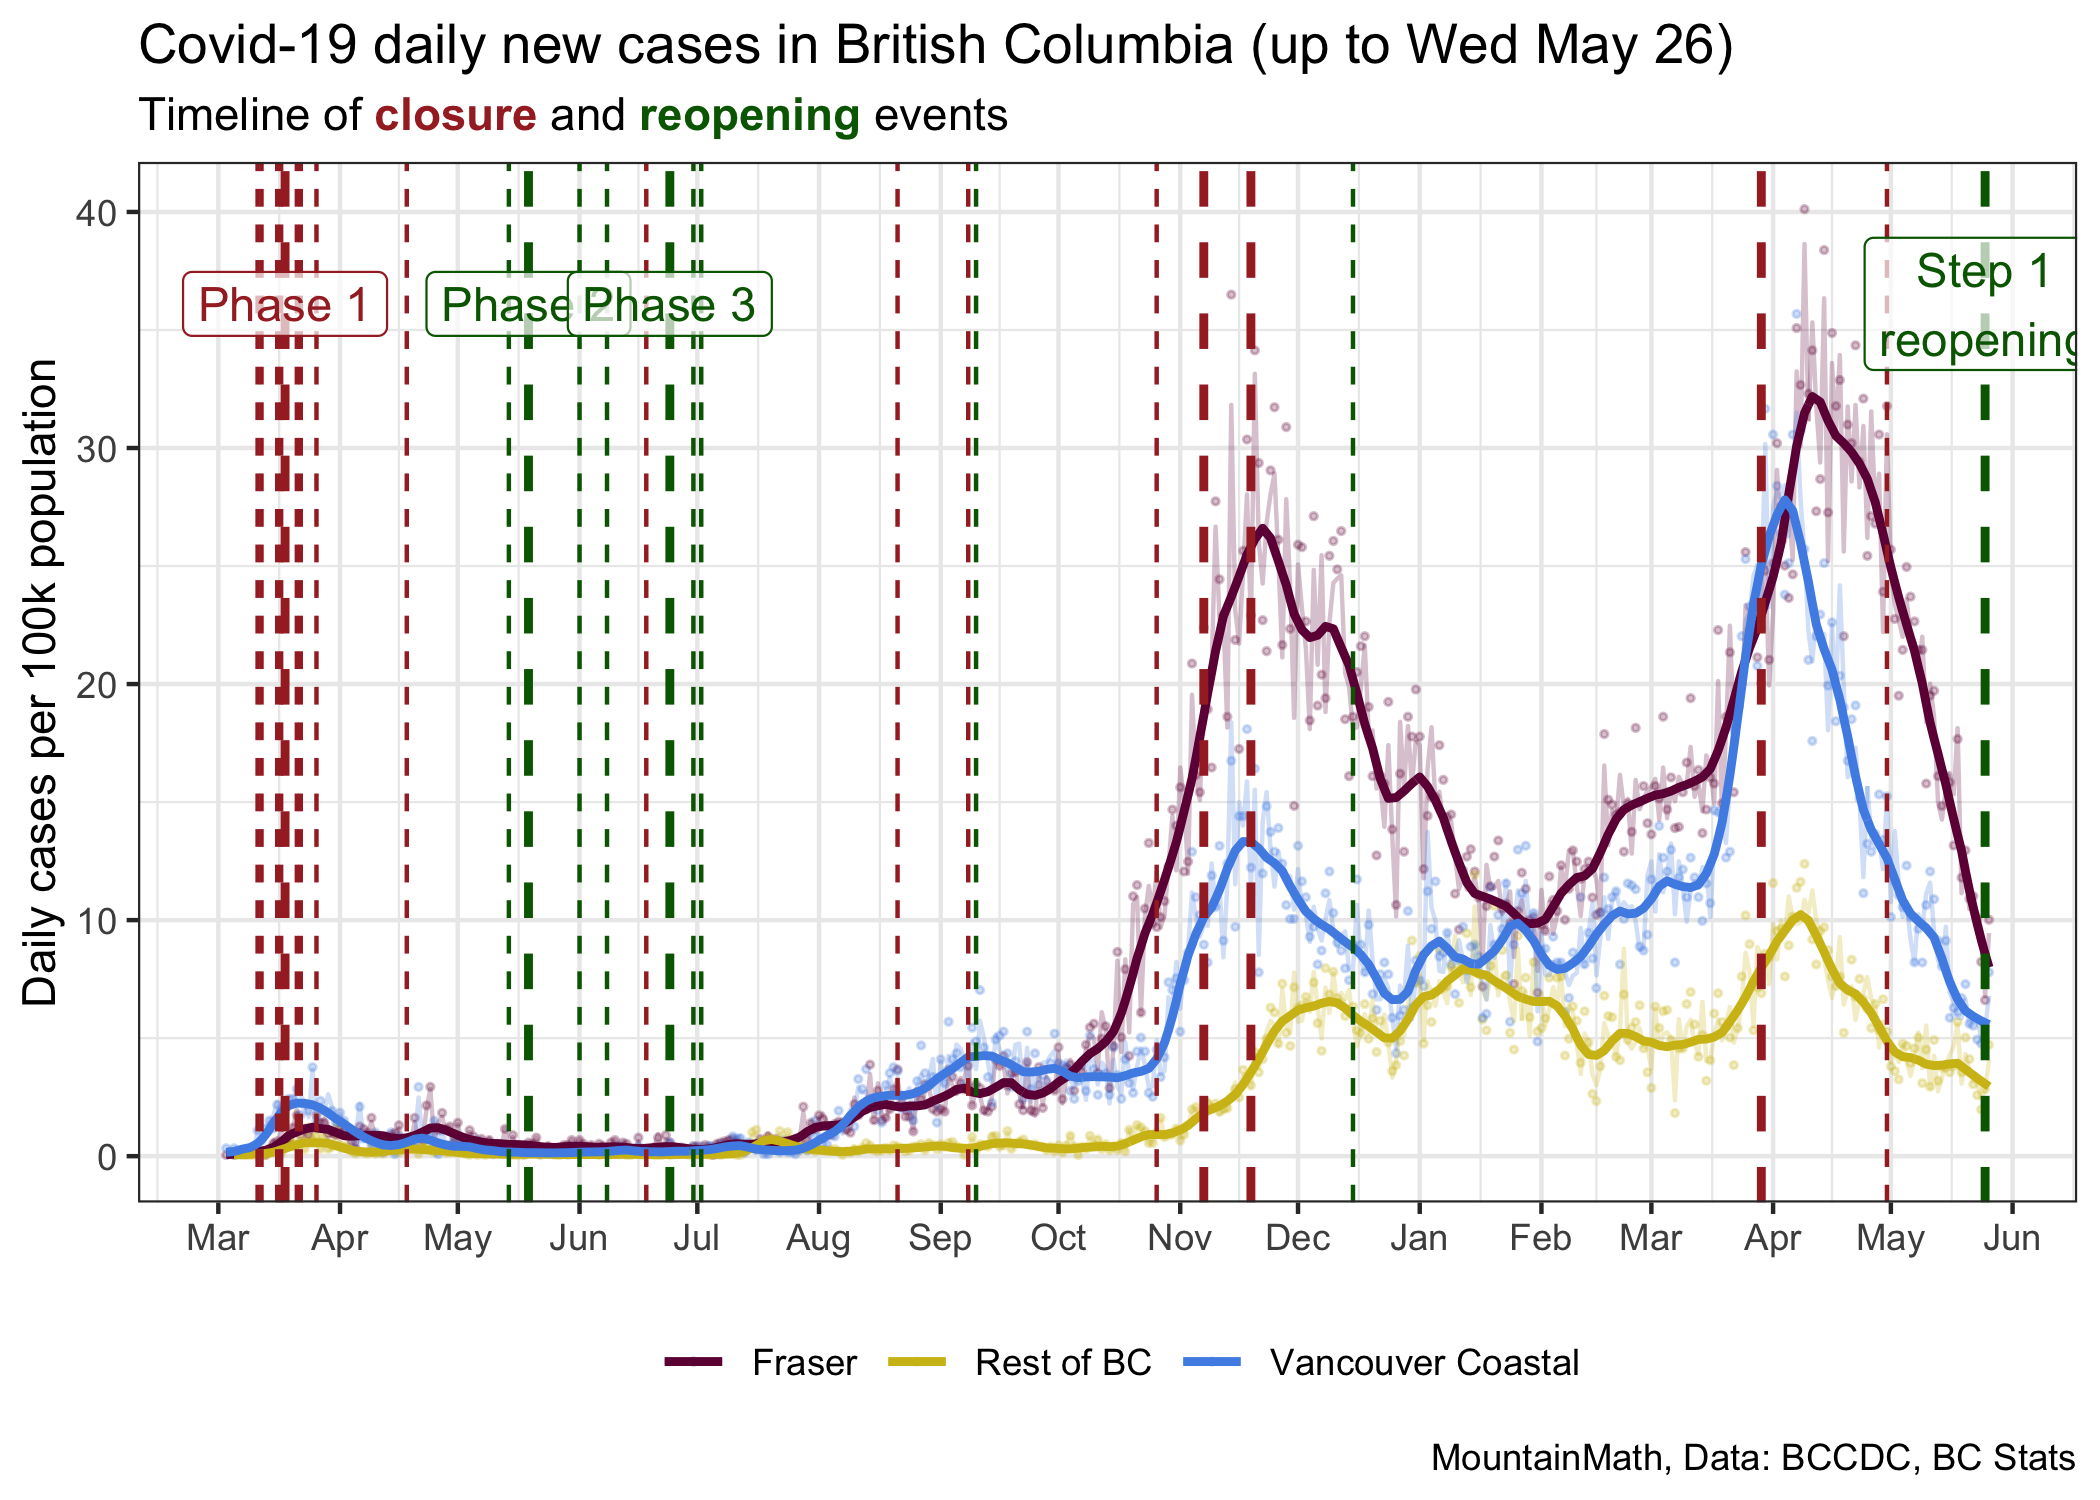 Covid-19 daily new cases in British Columbia (up to Wed May 26)
Timeline of closure and reopening events
Daily cases per 100k population
40
30
20
10
0
Phase 1
Phase 2
Phase 3
Step 1
reopening
Mar Apr May Jun Jul Aug Sep Oct Nov Dec Jan Feb Mar Apr May Jun
Fraser Rest of BC Vancouver Coastal
MountainMath, Data: BCCDC, BC Stats